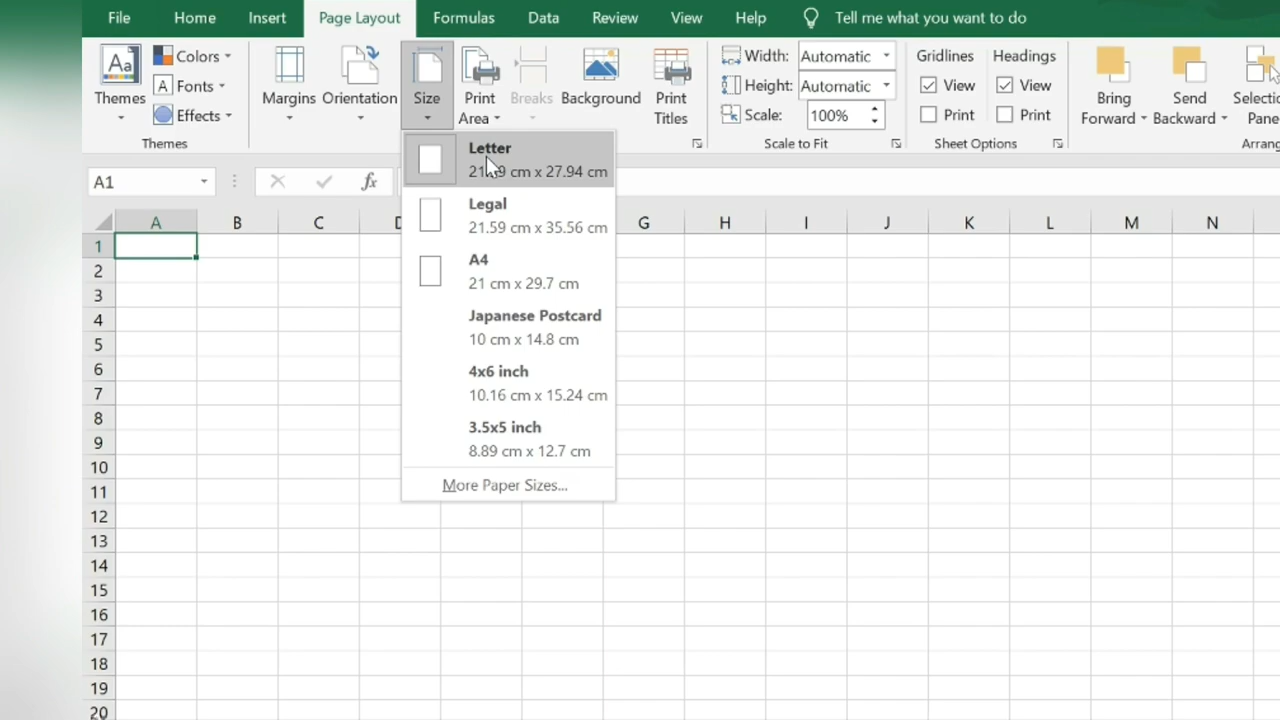 File Home Insert Page Layout Formulas Data Review View Help Tell me what you want to do
Themes Colors Fonts Effects
Themes
Margins Orientation Size Print Area Breaks Background Print Titles
Width: Automatic
Height: Automatic
Scale: 100%
Scale to Fit
Gridlines Headings
View View
Print Print
Sheet Options
Bring Forward Send Backward Selectio Pane
Arrang
A1 fx
A B C D G H I J K L M N
Letter
cm x 27.94 cm
Legal
21.59 cm x 35.56 cm
A4
21 cm x 29.7 cm
Japanese Postcard
10 cm x 14.8 cm
4x6 inch
10.16 cm x 15.24 cm
3.5x5 inch
8.89 cm x 12.7 cm
More Paper Sizes...
1
2
3
4
5
6
7
8
9
10
11
12
13
14
15
16
17
18
19
20